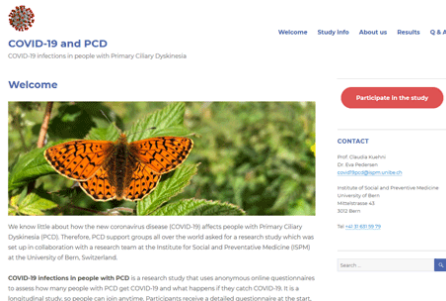 COVID-19 and PCD
COVID-19 infections in people with Primary Ciliary Dyskinesia
Welcome Study Info About us Results Q & A
Welcome
Participate in the study
CONTACT
Prof. Claudia Kuehni
Dr. Eva Pedersen
covid19pcd@ispm.unibe.ch
Institute of Social and Preventive Medicine
University of Bern
Mittelstrasse 43
3012 Bern
Tel
Search ...
We know little about how the new coronavirus disease (COVID-19) affects people with Primary Ciliary
Dyskinesia (PCD). Therefore, PCD support groups all over the world asked for a research study which was
set up in collaboration with a research team at the Institute for Social and Preventative Medicine (ISPM)
at the University of Bern, Switzerland.
COVID-19 infections in people with PCD is a research study that uses anonymous online questionnaires
to assess how many people with PCD get COVID-19 and what happens if they catch COVID-19. It is a
longitudinal study, so people can join anytime. Participants receive a detailed questionnaire at the start,